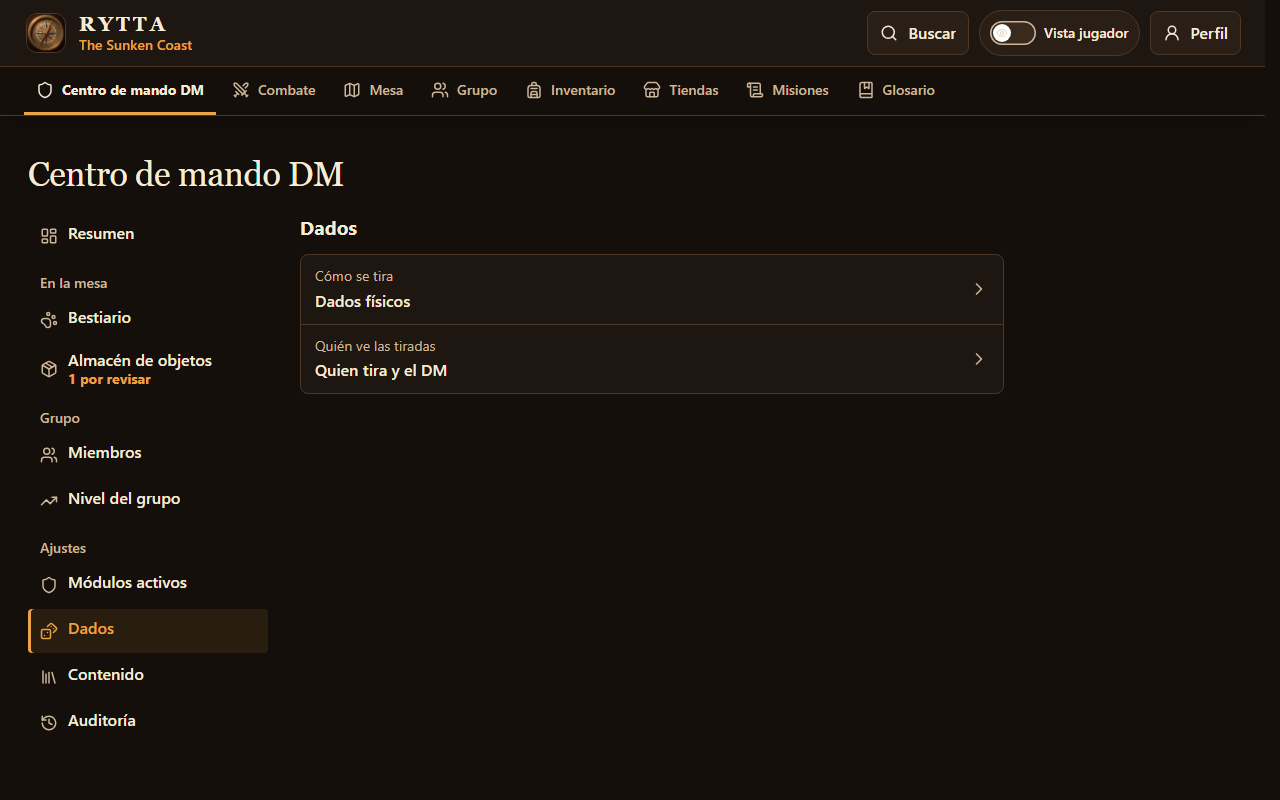 RYTTA
The Sunken Coast
Buscar
Vista jugador
Perfil
Centro de mando DM
Combate
Mesa
Grupo
Inventario
Tiendas
Misiones
Glosario
Centro de mando DM
Resumen
En la mesa
Bestiario
Almacén de objetos
1 por revisar
Grupo
Miembros
Nivel del grupo
Ajustes
Módulos activos
Dados
Contenido
Auditoría
Dados
Cómo se tira
Dados físicos
Quién ve las tiradas
Quien tira y el DM